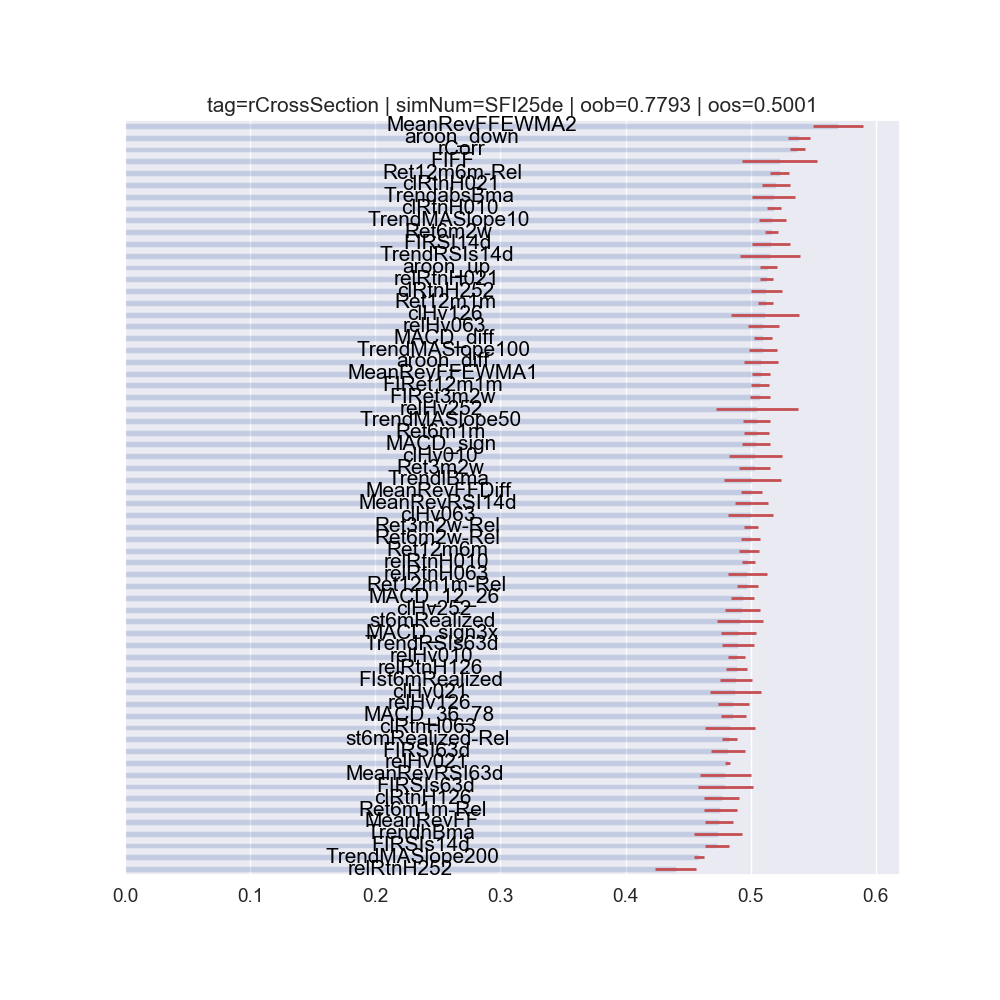 tag=rCrossSection | simNum=SFI25de | oob=0.7793 | oos=0.5001
MeanRevFFEWMA2
aroon_down
rCorr
FIFF
Ret12m6m-Rel
clRtnH021
TrendabsBma
clRtnH010
TrendMASlope10
Ret6m2w
FIRSI14d
TrendRSIs14d
aroon_up
relRtnH021
clRtnH252
Ret12m1m
clHv126
relHv063
MACD_diff
TrendMASlope100
aroon_diff
MeanRevFFEWMA1
FIRet12m1m
FIRet3m2w
relHv252
TrendMASlope50
Ret6m1m
MACD_sign
clHv010
Ret3m2w
TrendlBma
MeanRevFFDiff
MeanRevRSI14d
clHv063
Ret3m2w-Rel
Ret6m2w-Rel
Ret12m6m
relRtnH010
relRtnH063
Ret12m1m-Rel
MACD_12_26
clHv252
st6mRealized
MACD_sign3x
TrendRSIs63d
relHv010
relRtnH126
FIst6mRealized
clHv021
relHv126
MACD_36_78
clRtnH063
st6mRealized-Rel
FIRSI63d
relHv021
MeanRevRSI63d
FIRSIs63d
clRtnH126
Ret6m1m-Rel
MeanRevFF
TrendhBma
FIRSIs14d
TrendMASlope200
relRtnH252
0.0 0.1 0.2 0.3 0.4 0.5 0.6